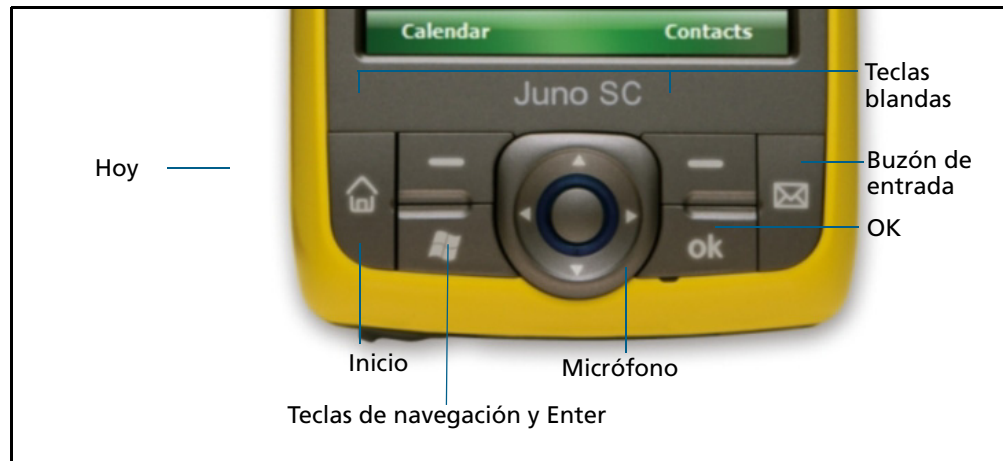 Calendar
Contacts
Juno SC
Teclas
blandas
Hoy
Buzón de
entrada
OK
ok
Inicio
Micrófono
Teclas de navegación y Enter